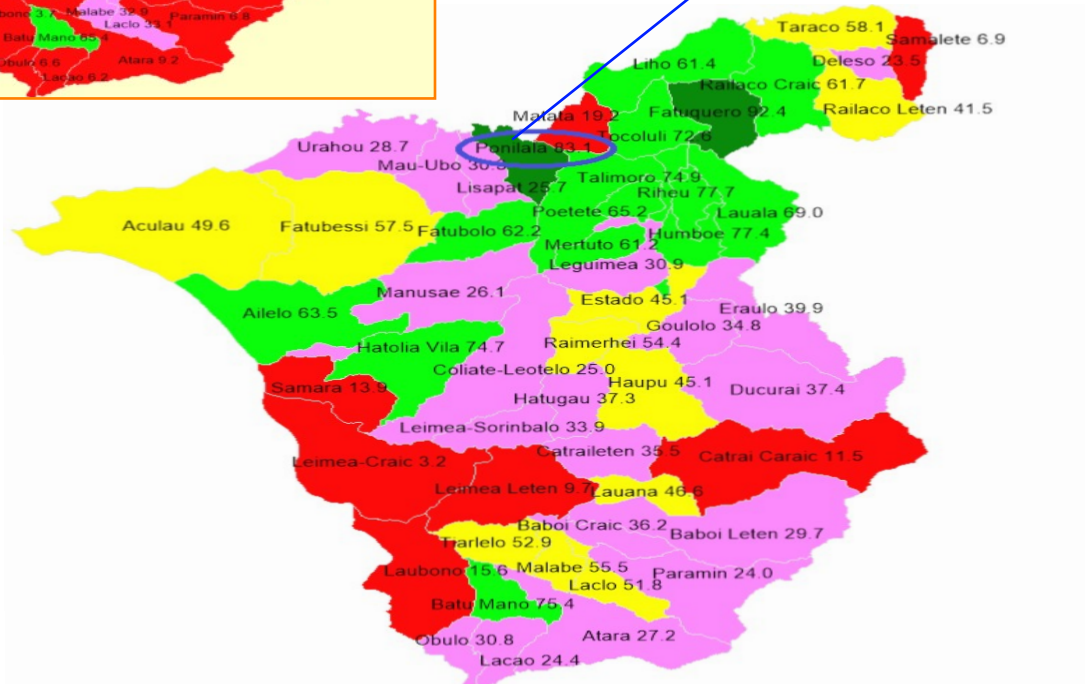 Malabe 32.9
Paramin 6.8
Laclo 33.1
Batu Mano 65.4
Atara 9.2
Lacao 6.2
Taraco 58.1
Samalete 6.9
Liho 61.4
Deleso 23.5
Railaco Craic 61.7
Matata 19.2
Fatuquero 92.4
Railaco Leten 41.5
Tocoluli 72.6
Urahou 28.7
Ponilala 83.1
Mau-Ubo
Talimoro 74.9
Lisapat 25.7
Riheu 77.7
Poetete 65.2
Lauala 69.0
Aculau 49.6
Fatubessi 57.5
Fatubolo 62.2
Humboe 77.4
Mertuto 61.2
Leguimea 30.9
Manusae 26.1
Estado 45.1
Eraulo 39.9
Ailelo 63.5
Goulolo 34.8
Raimerhei 54.4
Hatolia Vila 74.7
Coliate-Leotelo 25.0
Haupu 45.1
Samara 13.9
Ducurai 37.4
Hatugau 37.3
Leimea-Sorinbalo 33.9
Catraileten 35.5
Catrai Caraic 11.5
Leimea-Craic 3.2
Leimea Leten 9.7
Lauana 46.6
Baboi Craic 36.2
Baboi Leten 29.7
Tiarlelo 52.9
Malabe 55.5
Laubono 15.6
Paramin 24.0
Laclo 51.8
Batu Mano 75.4
Obulo 30.8
Atara 27.2
Lacao 24.4